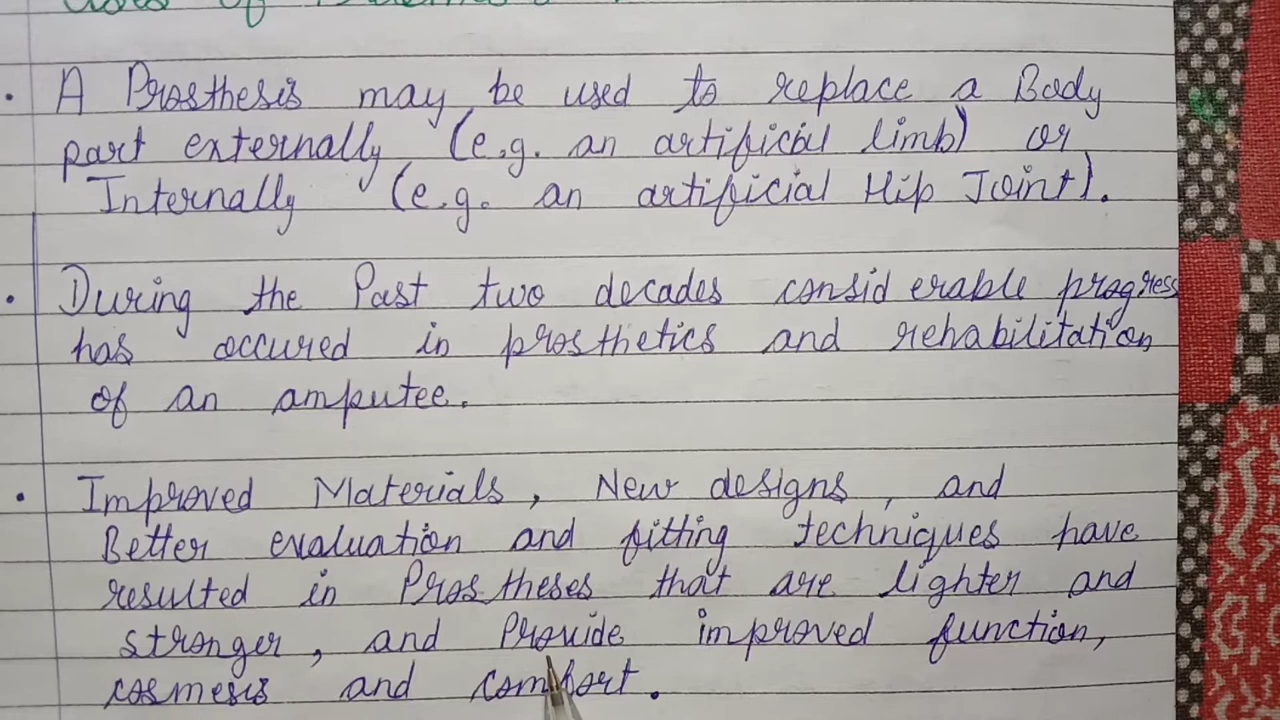 Uses of
• A Prosthesis may be used to replace a Body
part externally (e.g. an artificial limb) or
Internally (e.g. an artificial Hip Joint).
• During the Past two decades considerable progress
has occured in prosthetics and rehabilitation
of an amputee.
• Improved Materials, New designs, and
Better evaluation and fitting techniques have
resulted in Prostheses that are lighter and
stronger, and Provide improved function,
cosmesis and comfort.